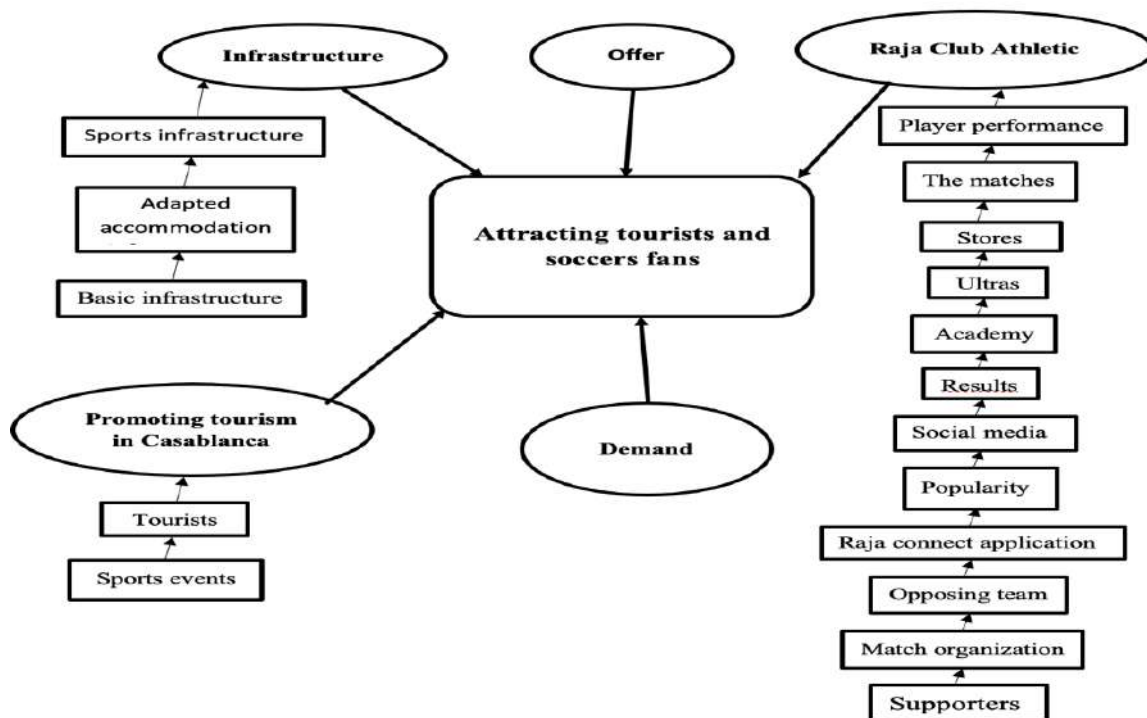 Infrastructure
Offer
Raja Club Athletic
Sports infrastructure
Adapted
accommodation
Basic infrastructure
Attracting tourists and
soccers fans
Player performance
The matches
Stores
Ultras
Academy
Results
Social media
Popularity
Raja connect application
Opposing team
Match organization
Supporters
Promoting tourism
in Casablanca
Tourists
Sports events
Demand